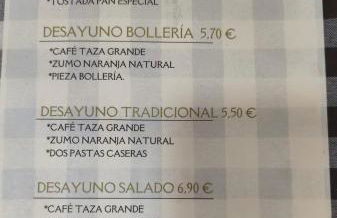 *TOSTADA PAN ESPECIAL
DESAYUNO BOLLERÍA 5,70 €
*CAFÉ TAZA GRANDE
*ZUMO NARANJA NATURAL
*PIEZA BOLLERÍA.
DESAYUNO TRADICIONAL 5,50 €
*CAFÉ TAZA GRANDE
*ZUMO NARANJA NATURAL
*DOS PASTAS CASERAS
DESAYUNO SALADO 6,90 €
*CAFÉ TAZA GRANDE